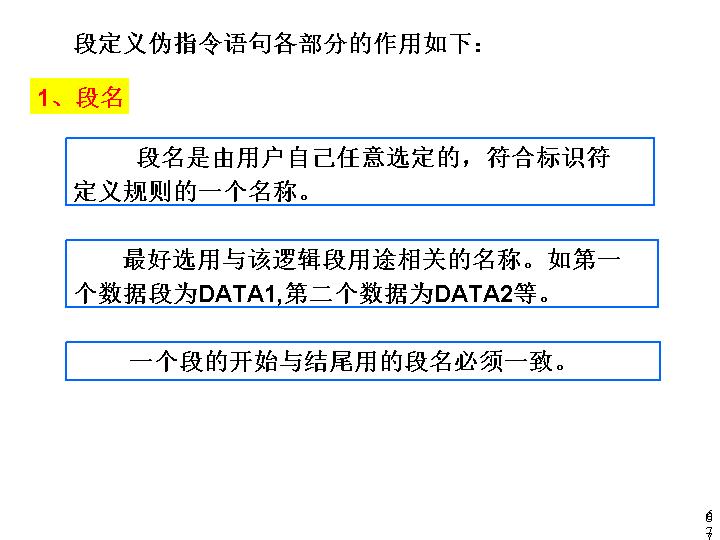 段定义伪指令语句各部分的作用如下：
1、段名
段名是由用户自己任意选定的，符合标识符
定义规则的一个名称。
最好选用与该逻辑段用途相关的名称。如第一
个数据段为DATA1,第二个数据为DATA2等。
一个段的开始与结尾用的段名必须一致。